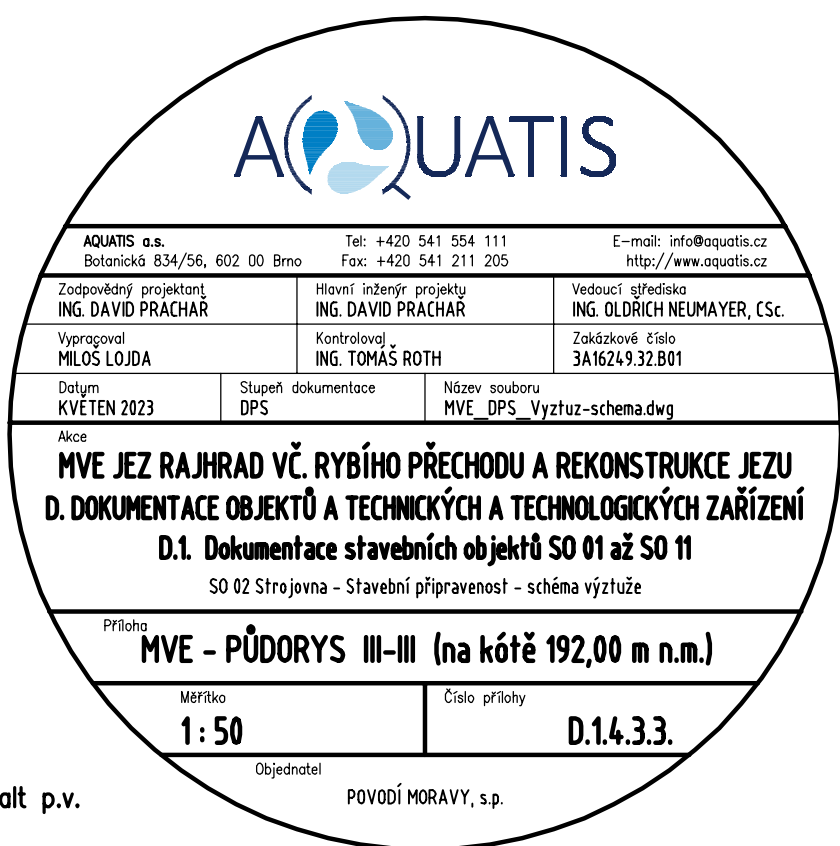 AQUATIS
AQUATIS a.s. Tel: +420 541 554 111 E-mail: info@aquatis.cz
Botanická 834/56, 602 00 Brno Fax: +420 541 211 205 http://www.aquatis.cz
Zodpovědný projektant Hlavní inženýr projektu Vedoucí střediska
ING. DAVID PRACHAŘ ING. DAVID PRACHAŘ ING. OLDŘICH NEUMAYER, CSc.
Vypracoval Kontroloval Zakázkové číslo
MILOŠ LOJDA ING. TOMÁŠ ROTH 3A16249.32.B01
Datum Stupeň dokumentace Název souboru
KVĚTEN 2023 DPS MVE_DPS_Vyztuz-schema.dwg
Akce
MVE JEZ RAJHRAD VČ. RYBÍHO PŘECHODU A REKONSTRUKCE JEZU
D. DOKUMENTACE OBJEKTŮ A TECHNICKÝCH A TECHNOLOGICKÝCH ZAŘÍZENÍ
D.1. Dokumentace stavebních objektů SO 01 až SO 11
SO 02 Strojovna - Stavební připravenost - schéma výztuže
Příloha
MVE - PŮDORYS III-III (na kótě 192,00 m n.m.)
Měřítko Číslo přílohy
1 : 50 D.1.4.3.3.
Objednatel
POVODÍ MORAVY, s.p.
alt p.v.